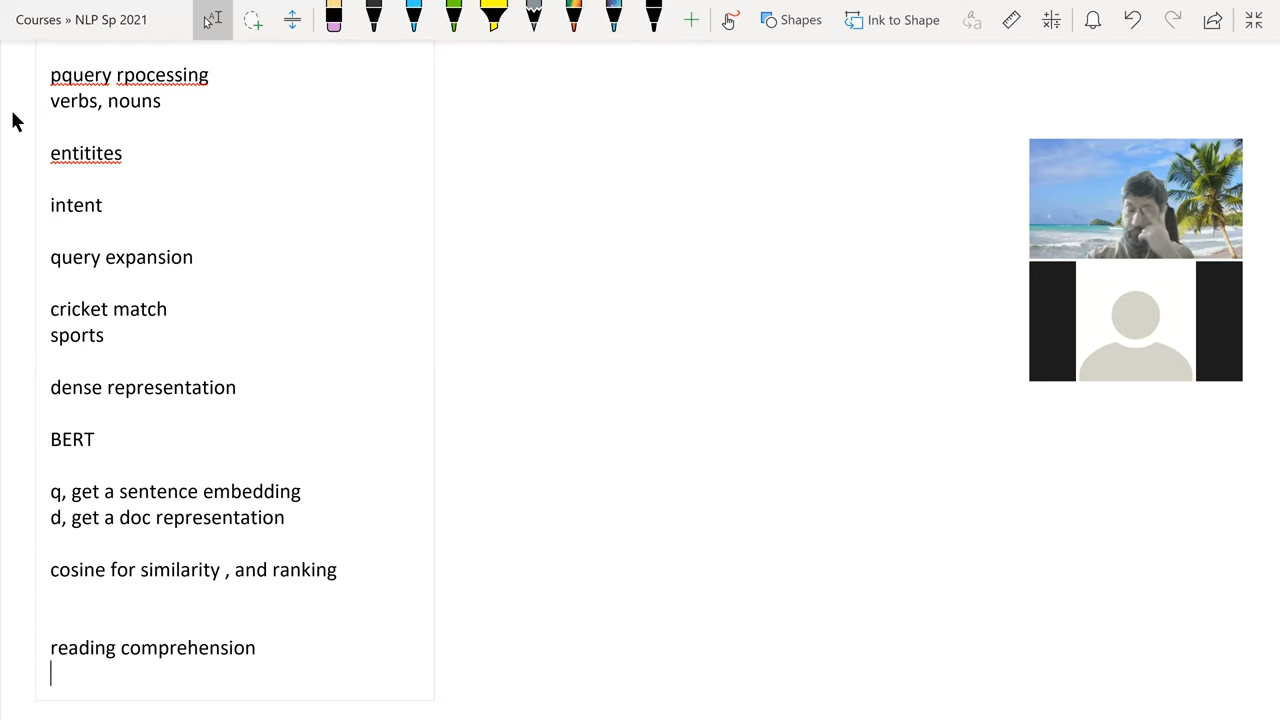 Courses » NLP Sp 2021
Shapes
Ink to Shape
pquery rpocessing
verbs, nouns
entitites
intent
query expansion
cricket match
sports
dense representation
BERT
q, get a sentence embedding
d, get a doc representation
cosine for similarity , and ranking
reading comprehension